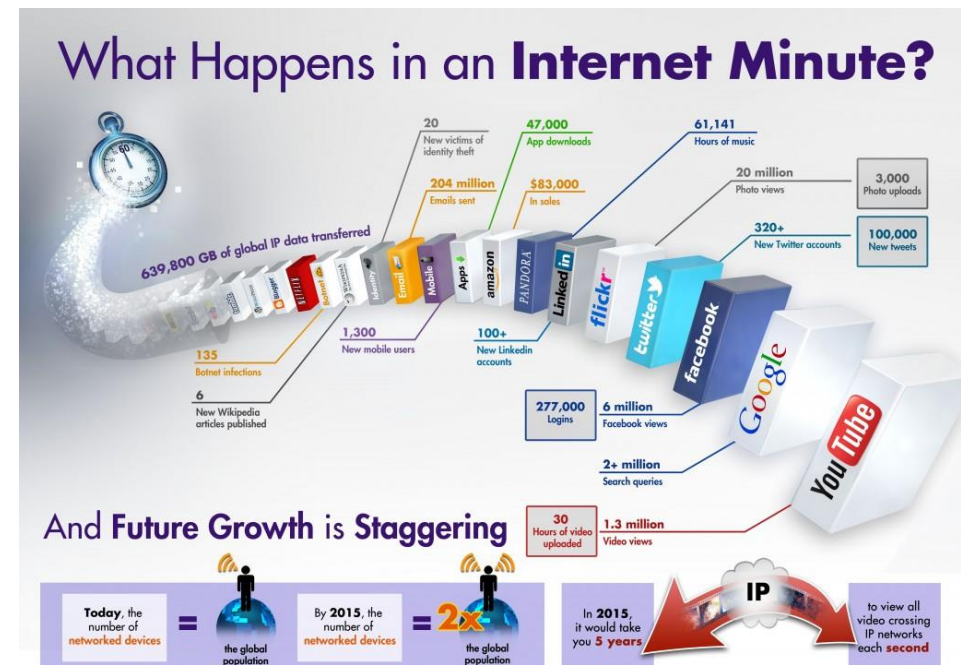 What Happens in an Internet Minute?
60
20
New victims of
identity theft
47,000
App downloads
61,141
Hours of music
204 million
Emails sent
$83,000
In sales
20 million
Photo views
3,000
Photo uploads
320+
New Twitter accounts
100,000
New tweets
639,800 GB of global IP data transferred
Blogger
NETFLIX
Botnet
WIKIPEDIA
Identity
Email
Mobile
Apps
amazon
PANDORA
Linked in
flickr
twitter
facebook
Google
You Tube
135
Botnet infections
6
New Wikipedia
articles published
1,300
New mobile users
100+
New Linkedin
accounts
277,000
Logins
6 million
Facebook views
2+ million
Search queries
30
Hours of video
uploaded
1.3 million
Video views
And Future Growth is Staggering
Today, the
number of
networked devices
=
the global
population
By 2015, the
number of
networked devices
=
2x
the global
population
In 2015,
it would take
you 5 years
IP
to view all
video crossing
IP networks
each second